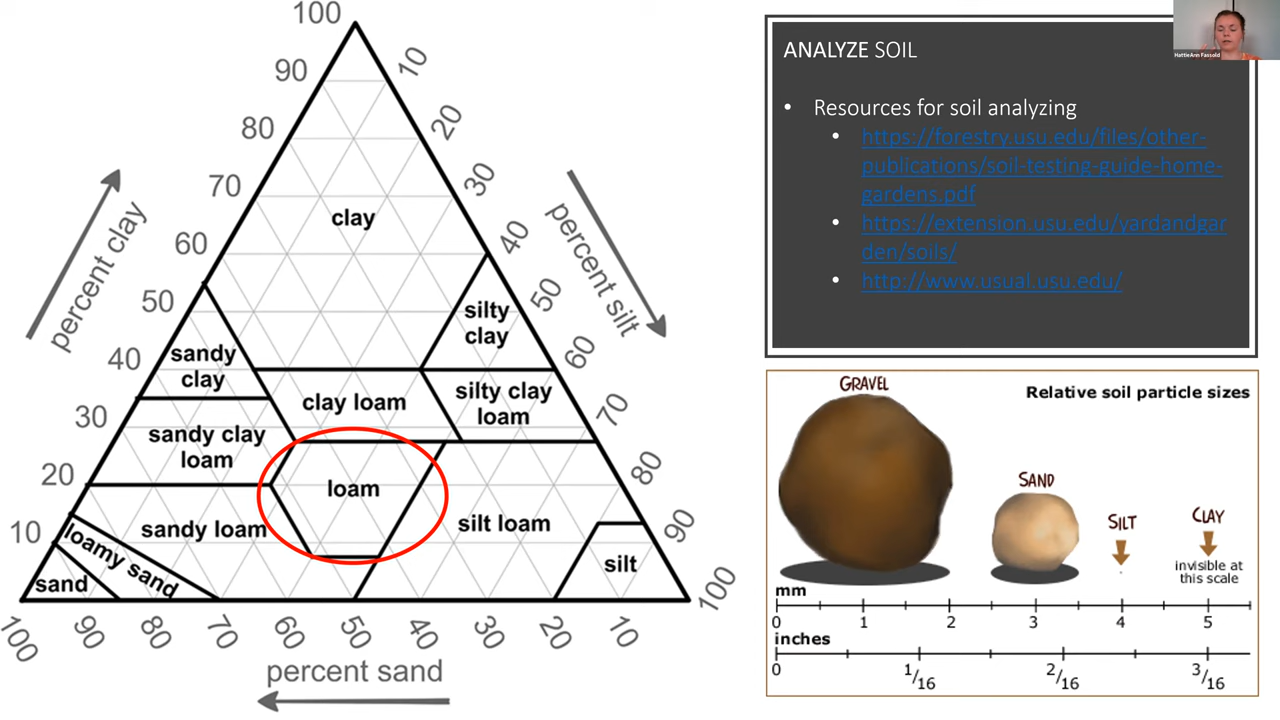 100
90
80
70
60
50
40
30
20
10
percent clay
10
20
30
40
50
60
70
80
90
100
percent silt
clay
silty
clay
sandy
clay
clay loam
silty clay
loam
sandy clay
loam
loam
sandy loam
silt loam
loamy sand
sand
silt
100
90
80
70
60
50
40
30
20
10
percent sand
ANALYZE SOIL
• Resources for soil analyzing
• https://forestry.usu.edu/files/other-
publications/soil-testing-guide-home-
gardens.pdf
• https://extension.usu.edu/yardandgar
den/soils/
• http://www.usual.usu.edu/
HattieAnn Fassold
GRAVEL
Relative soil particle sizes
SAND
SILT
CLAY
invisible at
this scale
mm
0 1 2 3 4 5
inches
0 1/16 2/16 3/16